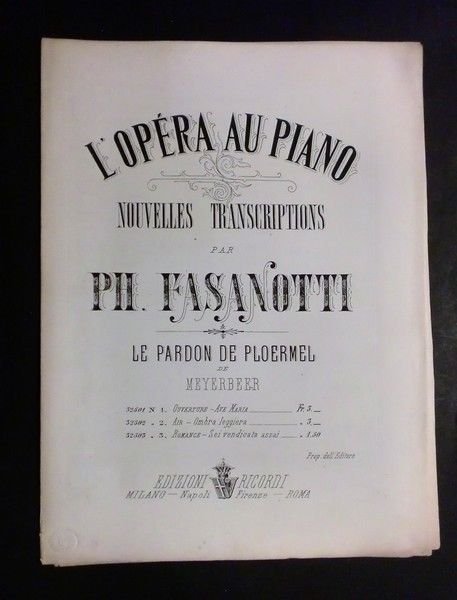 L'OPÉRA AU PIANO
NOUVELLES TRANSCRIPTIONS
PAR
PH. FASANOTTI
LE PARDON DE PLOERMEL
DE
MEYERBEER
32501 N 1. OUVERTURE - AVE MARIA Fr. 5. —
32502 . 2. AIR - Ombra leggiera . 3. —
32503 . 3. ROMANCE - Sei vendicata assai . 1.50
Prop. dell'Editore
EDIZIONI RICORDI
MILANO — Napoli Firenze — ROMA